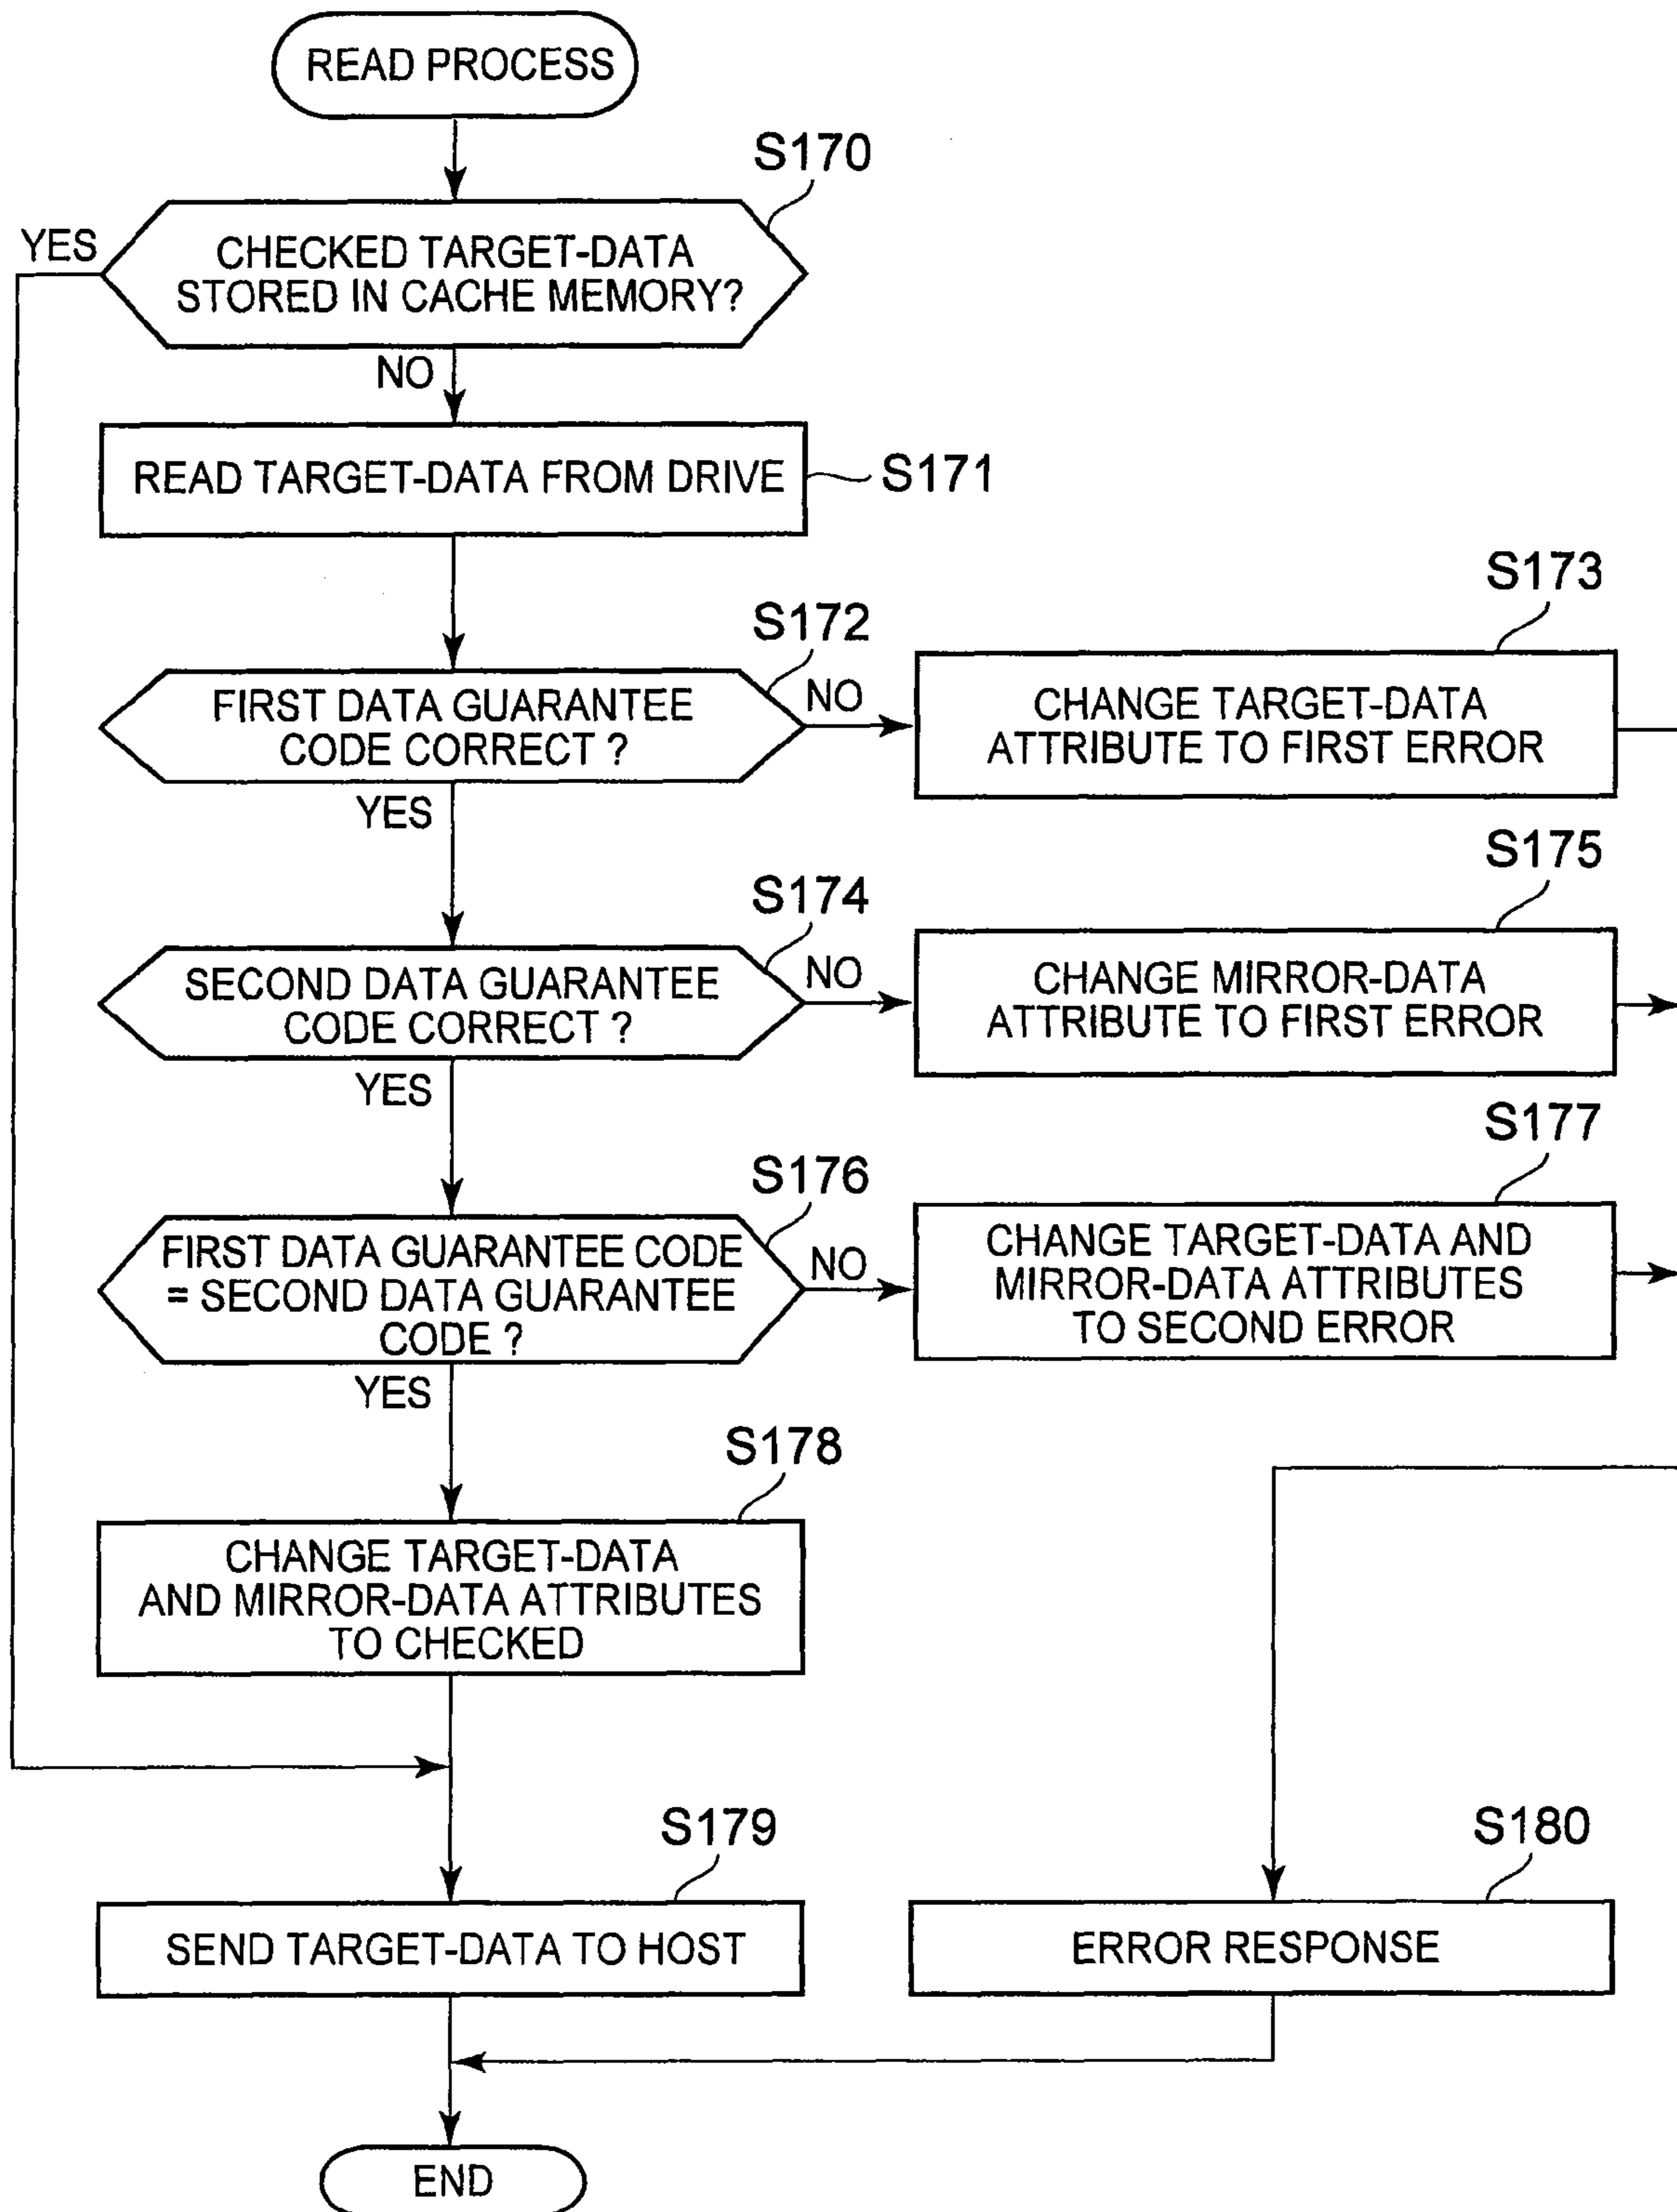 READ PROCESS
S170
YES
CHECKED TARGET-DATA
STORED IN CACHE MEMORY?
NO
READ TARGET-DATA FROM DRIVE
S171
S172
FIRST DATA GUARANTEE
CODE CORRECT ?
NO
YES
S173
CHANGE TARGET-DATA
ATTRIBUTE TO FIRST ERROR
S174
SECOND DATA GUARANTEE
CODE CORRECT ?
NO
YES
S175
CHANGE MIRROR-DATA
ATTRIBUTE TO FIRST ERROR
S176
FIRST DATA GUARANTEE CODE
= SECOND DATA GUARANTEE
CODE ?
NO
YES
S177
CHANGE TARGET-DATA AND
MIRROR-DATA ATTRIBUTES
TO SECOND ERROR
S178
CHANGE TARGET-DATA
AND MIRROR-DATA ATTRIBUTES
TO CHECKED
S179
SEND TARGET-DATA TO HOST
S180
ERROR RESPONSE
END